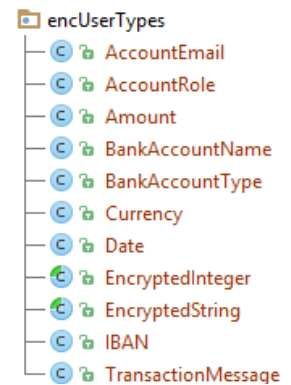 encUserTypes
C AccountEmail
C AccountRole
C Amount
C BankAccountName
C BankAccountType
C Currency
C Date
C EncryptedInteger
C EncryptedString
C IBAN
C TransactionMessage